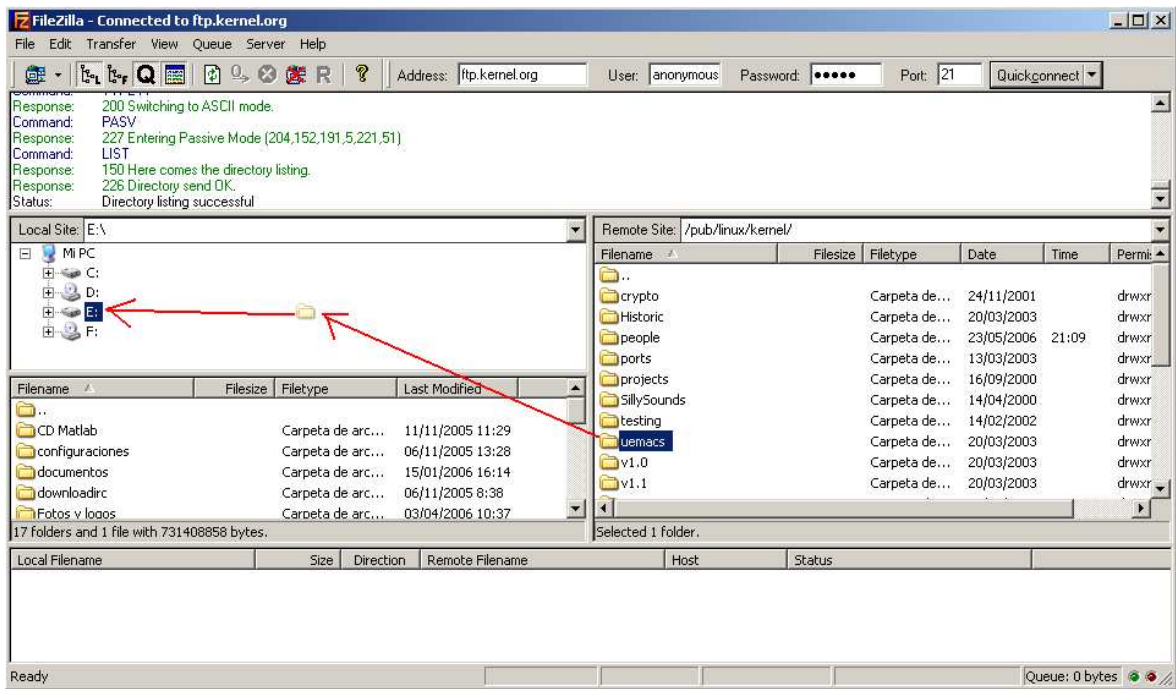 FileZilla - Connected to ftp.kernel.org
File Edit Transfer View Queue Server Help
Address: ftp.kernel.org User: anonymous Password: ●●●●● Port: 21 Quickconnect
Response: 200 Switching to ASCII mode.
Command: PASV
Response: 227 Entering Passive Mode (204,152,191,5,221,51)
Command: LIST
Response: 150 Here comes the directory listing.
Response: 226 Directory send OK.
Status: Directory listing successful
Local Site: E:\
Mi PC
C:
D:
E:
F:
Filename Filesize Filetype Last Modified
..
CD Matlab Carpeta de arc... 11/11/2005 11:29
configuraciones Carpeta de arc... 06/11/2005 13:28
documentos Carpeta de arc... 15/01/2006 16:14
downloadirc Carpeta de arc... 06/11/2005 8:38
Fotos y logos Carpeta de arc... 03/04/2006 10:37
17 folders and 1 file with 731408858 bytes.
Remote Site: /pub/linux/kernel/
Filename Filesize Filetype Date Time Permis
..
crypto Carpeta de... 24/11/2001 drwxr
Historic Carpeta de... 20/03/2003 drwxr
people Carpeta de... 23/05/2006 21:09 drwxr
ports Carpeta de... 13/03/2003 drwxr
projects Carpeta de... 16/09/2000 drwxr
SillySounds Carpeta de... 14/04/2000 drwxr
testing Carpeta de... 14/02/2002 drwxr
uemacs Carpeta de... 20/03/2003 drwxr
v1.0 Carpeta de... 20/03/2003 drwxr
v1.1 Carpeta de... 20/03/2003 drwxr
Selected 1 folder.
Local Filename Size Direction Remote Filename Host Status
Ready Queue: 0 bytes